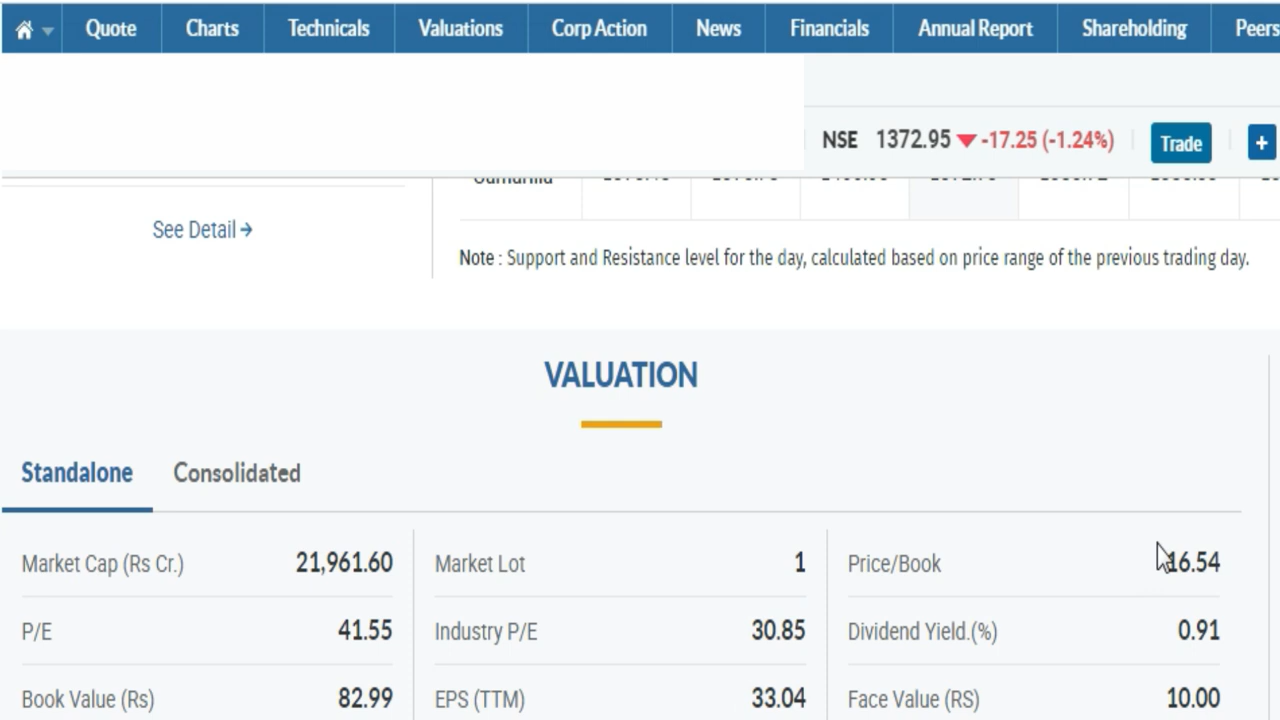 Quote Charts Technicals Valuations Corp Action News Financials Annual Report Shareholding Peers
NSE 1372.95 -17.25 (-1.24%) Trade +
See Detail
Note : Support and Resistance level for the day, calculated based on price range of the previous trading day.
VALUATION
Standalone Consolidated
Market Cap (Rs Cr.) 21,961.60 Market Lot 1 Price/Book 16.54
P/E 41.55 Industry P/E 30.85 Dividend Yield.(%) 0.91
Book Value (Rs) 82.99 EPS (TTM) 33.04 Face Value (RS) 10.00